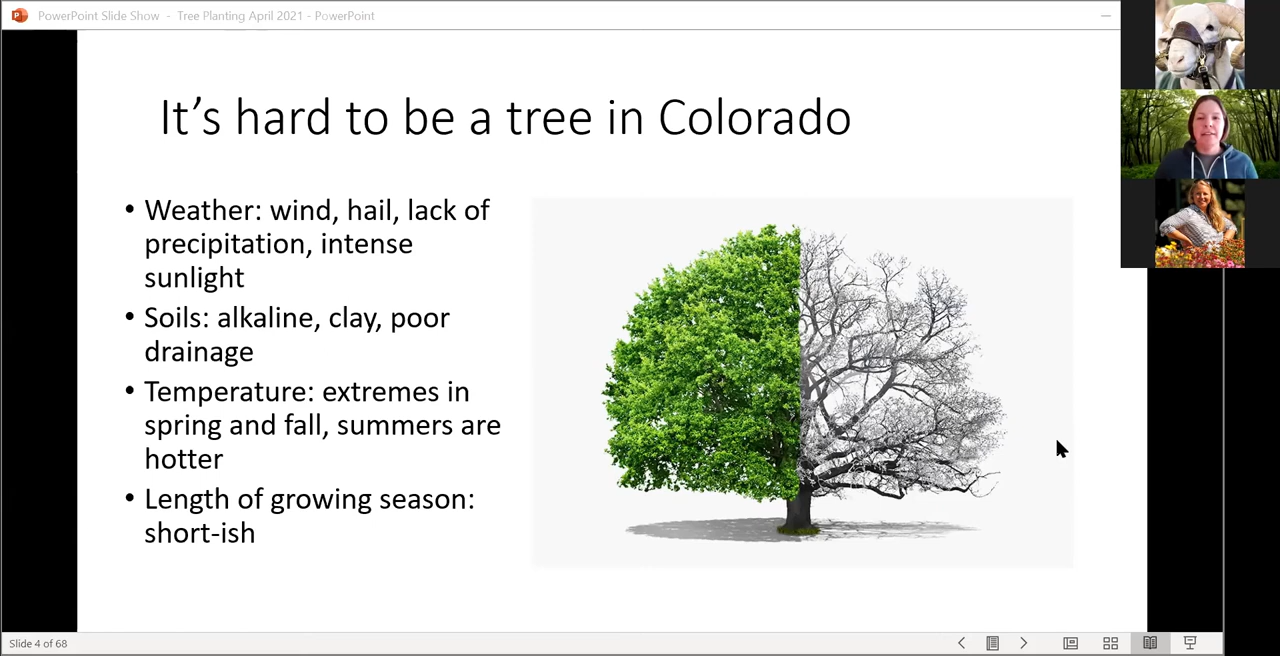 PowerPoint Slide Show - Tree Planting April 2021 - PowerPoint
It’s hard to be a tree in Colorado
• Weather: wind, hail, lack of
precipitation, intense
sunlight
• Soils: alkaline, clay, poor
drainage
• Temperature: extremes in
spring and fall, summers are
hotter
• Length of growing season:
short-ish
Slide 4 of 68